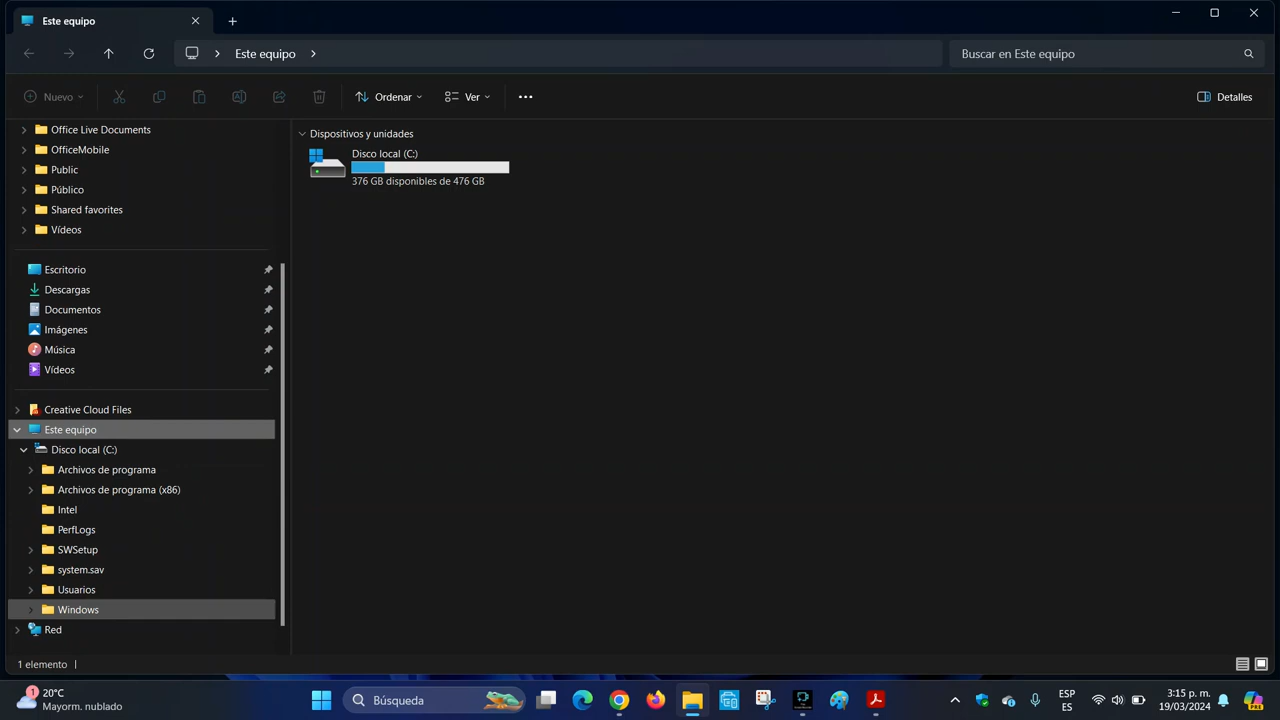 Este equipo
Este equipo
Buscar en Este equipo
Nuevo
Ordenar
Ver
Detalles
Office Live Documents
OfficeMobile
Public
Público
Shared favorites
Vídeos
Escritorio
Descargas
Documentos
Imágenes
Música
Vídeos
Creative Cloud Files
Este equipo
Disco local (C:)
Archivos de programa
Archivos de programa (x86)
Intel
PerfLogs
SWSetup
system.sav
Usuarios
Windows
Red
Dispositivos y unidades
Disco local (C:)
376 GB disponibles de 476 GB
1 elemento
1
20°C
Mayorm. nublado
Búsqueda
ESP
ES
3:15 p. m.
19/03/2024